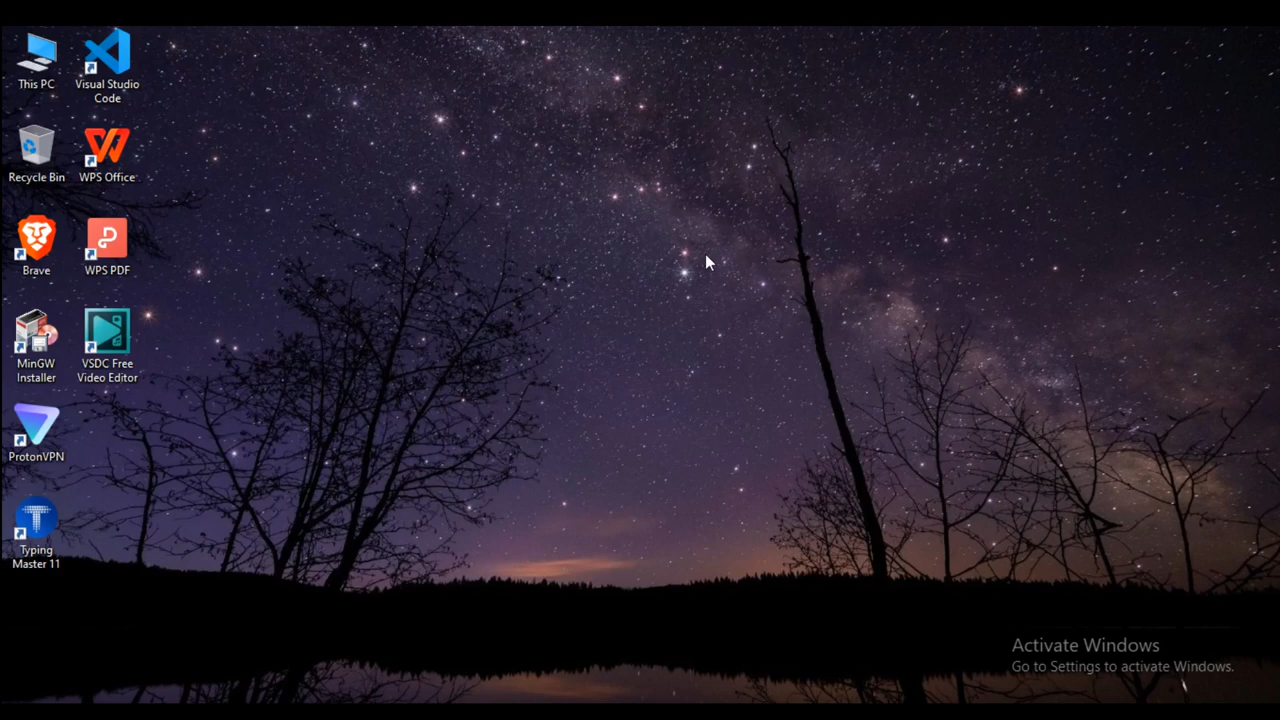 This PC
Visual Studio
Code
Recycle Bin
WPS Office
Brave
WPS PDF
MinGW
Installer
VSDC Free
Video Editor
ProtonVPN
Typing
Master 11
Activate Windows
Go to Settings to activate Windows.